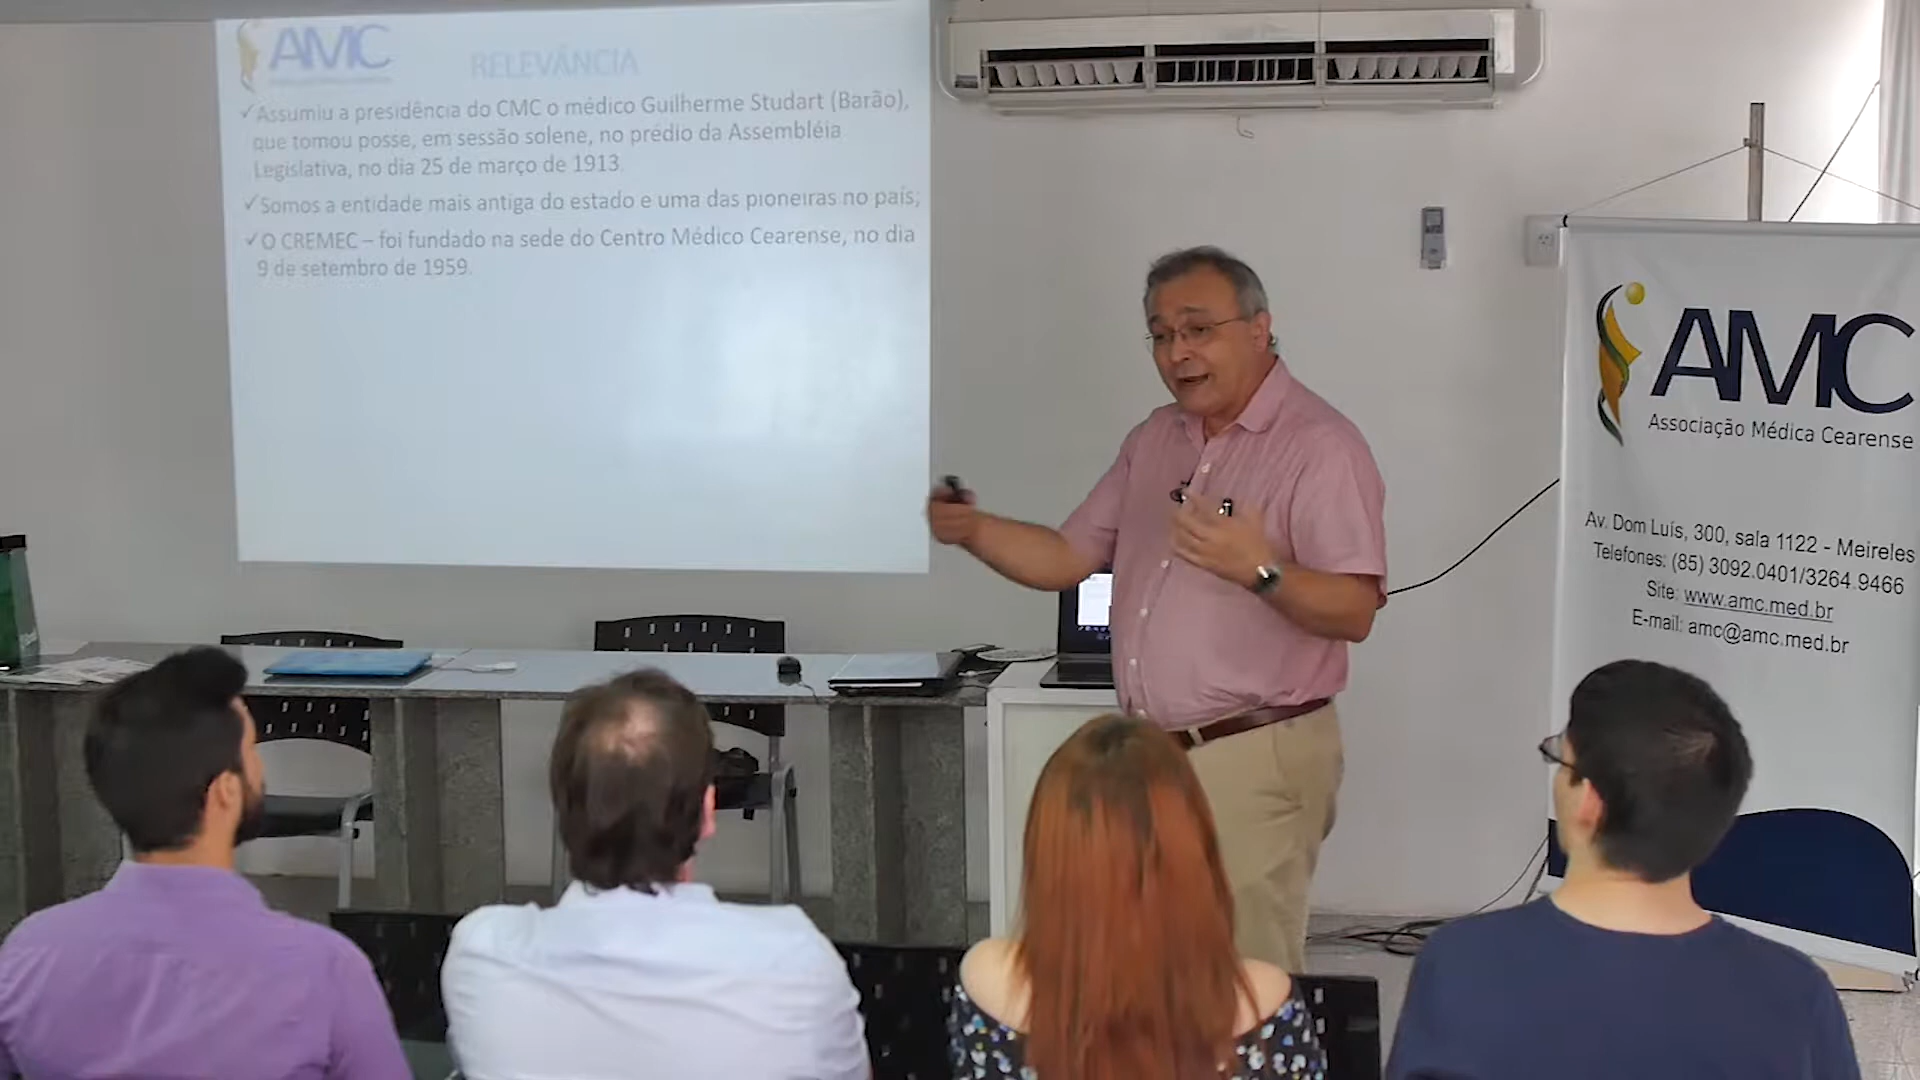 AMC
RELEVÂNCIA
✓Assumiu a presidência do CMC o médico Guilherme Studart (Barão),
que tomou posse, em sessão solene, no prédio da Assembléia
Legislativa, no dia 25 de março de 1913.
✓Somos a entidade mais antiga do estado e uma das pioneiras no país;
✓O CREMEC – foi fundado na sede do Centro Médico Cearense, no dia
9 de setembro de 1959.
AMC
Associação Médica Cearense
Av. Dom Luís, 300, sala 1122 - Meireles
Telefones: (85) 3092.0401/3264.9466
Site: www.amc.med.br
E-mail: amc@amc.med.br